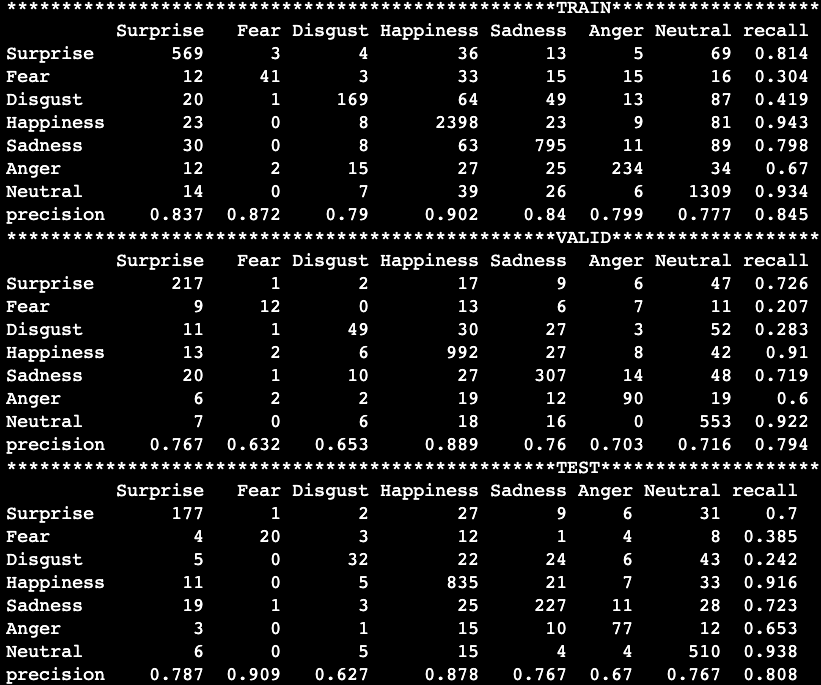 **************************************************TRAIN*******************
Surprise Fear Disgust Happiness Sadness Anger Neutral recall
Surprise 569 3 4 36 13 5 69 0.814
Fear 12 41 3 33 15 15 16 0.304
Disgust 20 1 169 64 49 13 87 0.419
Happiness 23 0 8 2398 23 9 81 0.943
Sadness 30 0 8 63 795 11 89 0.798
Anger 12 2 15 27 25 234 34 0.67
Neutral 14 0 7 39 26 6 1309 0.934
precision 0.837 0.872 0.79 0.902 0.84 0.799 0.777 0.845
**************************************************VALID*******************
Surprise Fear Disgust Happiness Sadness Anger Neutral recall
Surprise 217 1 2 17 9 6 47 0.726
Fear 9 12 0 13 6 7 11 0.207
Disgust 11 1 49 30 27 3 52 0.283
Happiness 13 2 6 992 27 8 42 0.91
Sadness 20 1 10 27 307 14 48 0.719
Anger 6 2 2 19 12 90 19 0.6
Neutral 7 0 6 18 16 0 553 0.922
precision 0.767 0.632 0.653 0.889 0.76 0.703 0.716 0.794
**************************************************TEST********************
Surprise Fear Disgust Happiness Sadness Anger Neutral recall
Surprise 177 1 2 27 9 6 31 0.7
Fear 4 20 3 12 1 4 8 0.385
Disgust 5 0 32 22 24 6 43 0.242
Happiness 11 0 5 835 21 7 33 0.916
Sadness 19 1 3 25 227 11 28 0.723
Anger 3 0 1 15 10 77 12 0.653
Neutral 6 0 5 15 4 4 510 0.938
precision 0.787 0.909 0.627 0.878 0.767 0.67 0.767 0.808